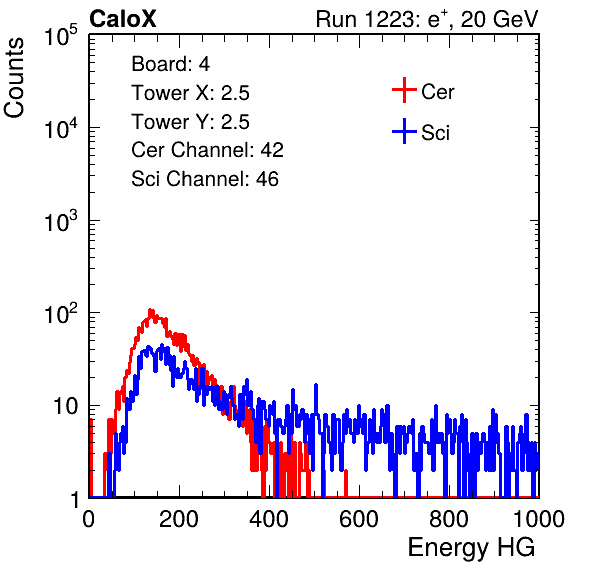 CaloX Run 1223: e+, 20 GeV
Counts
Board: 4
Tower X: 2.5
Tower Y: 2.5
Cer Channel: 42
Sci Channel: 46
Cer
Sci
10^5
10^4
10^3
10^2
10
1
0 200 400 600 800 1000
Energy HG